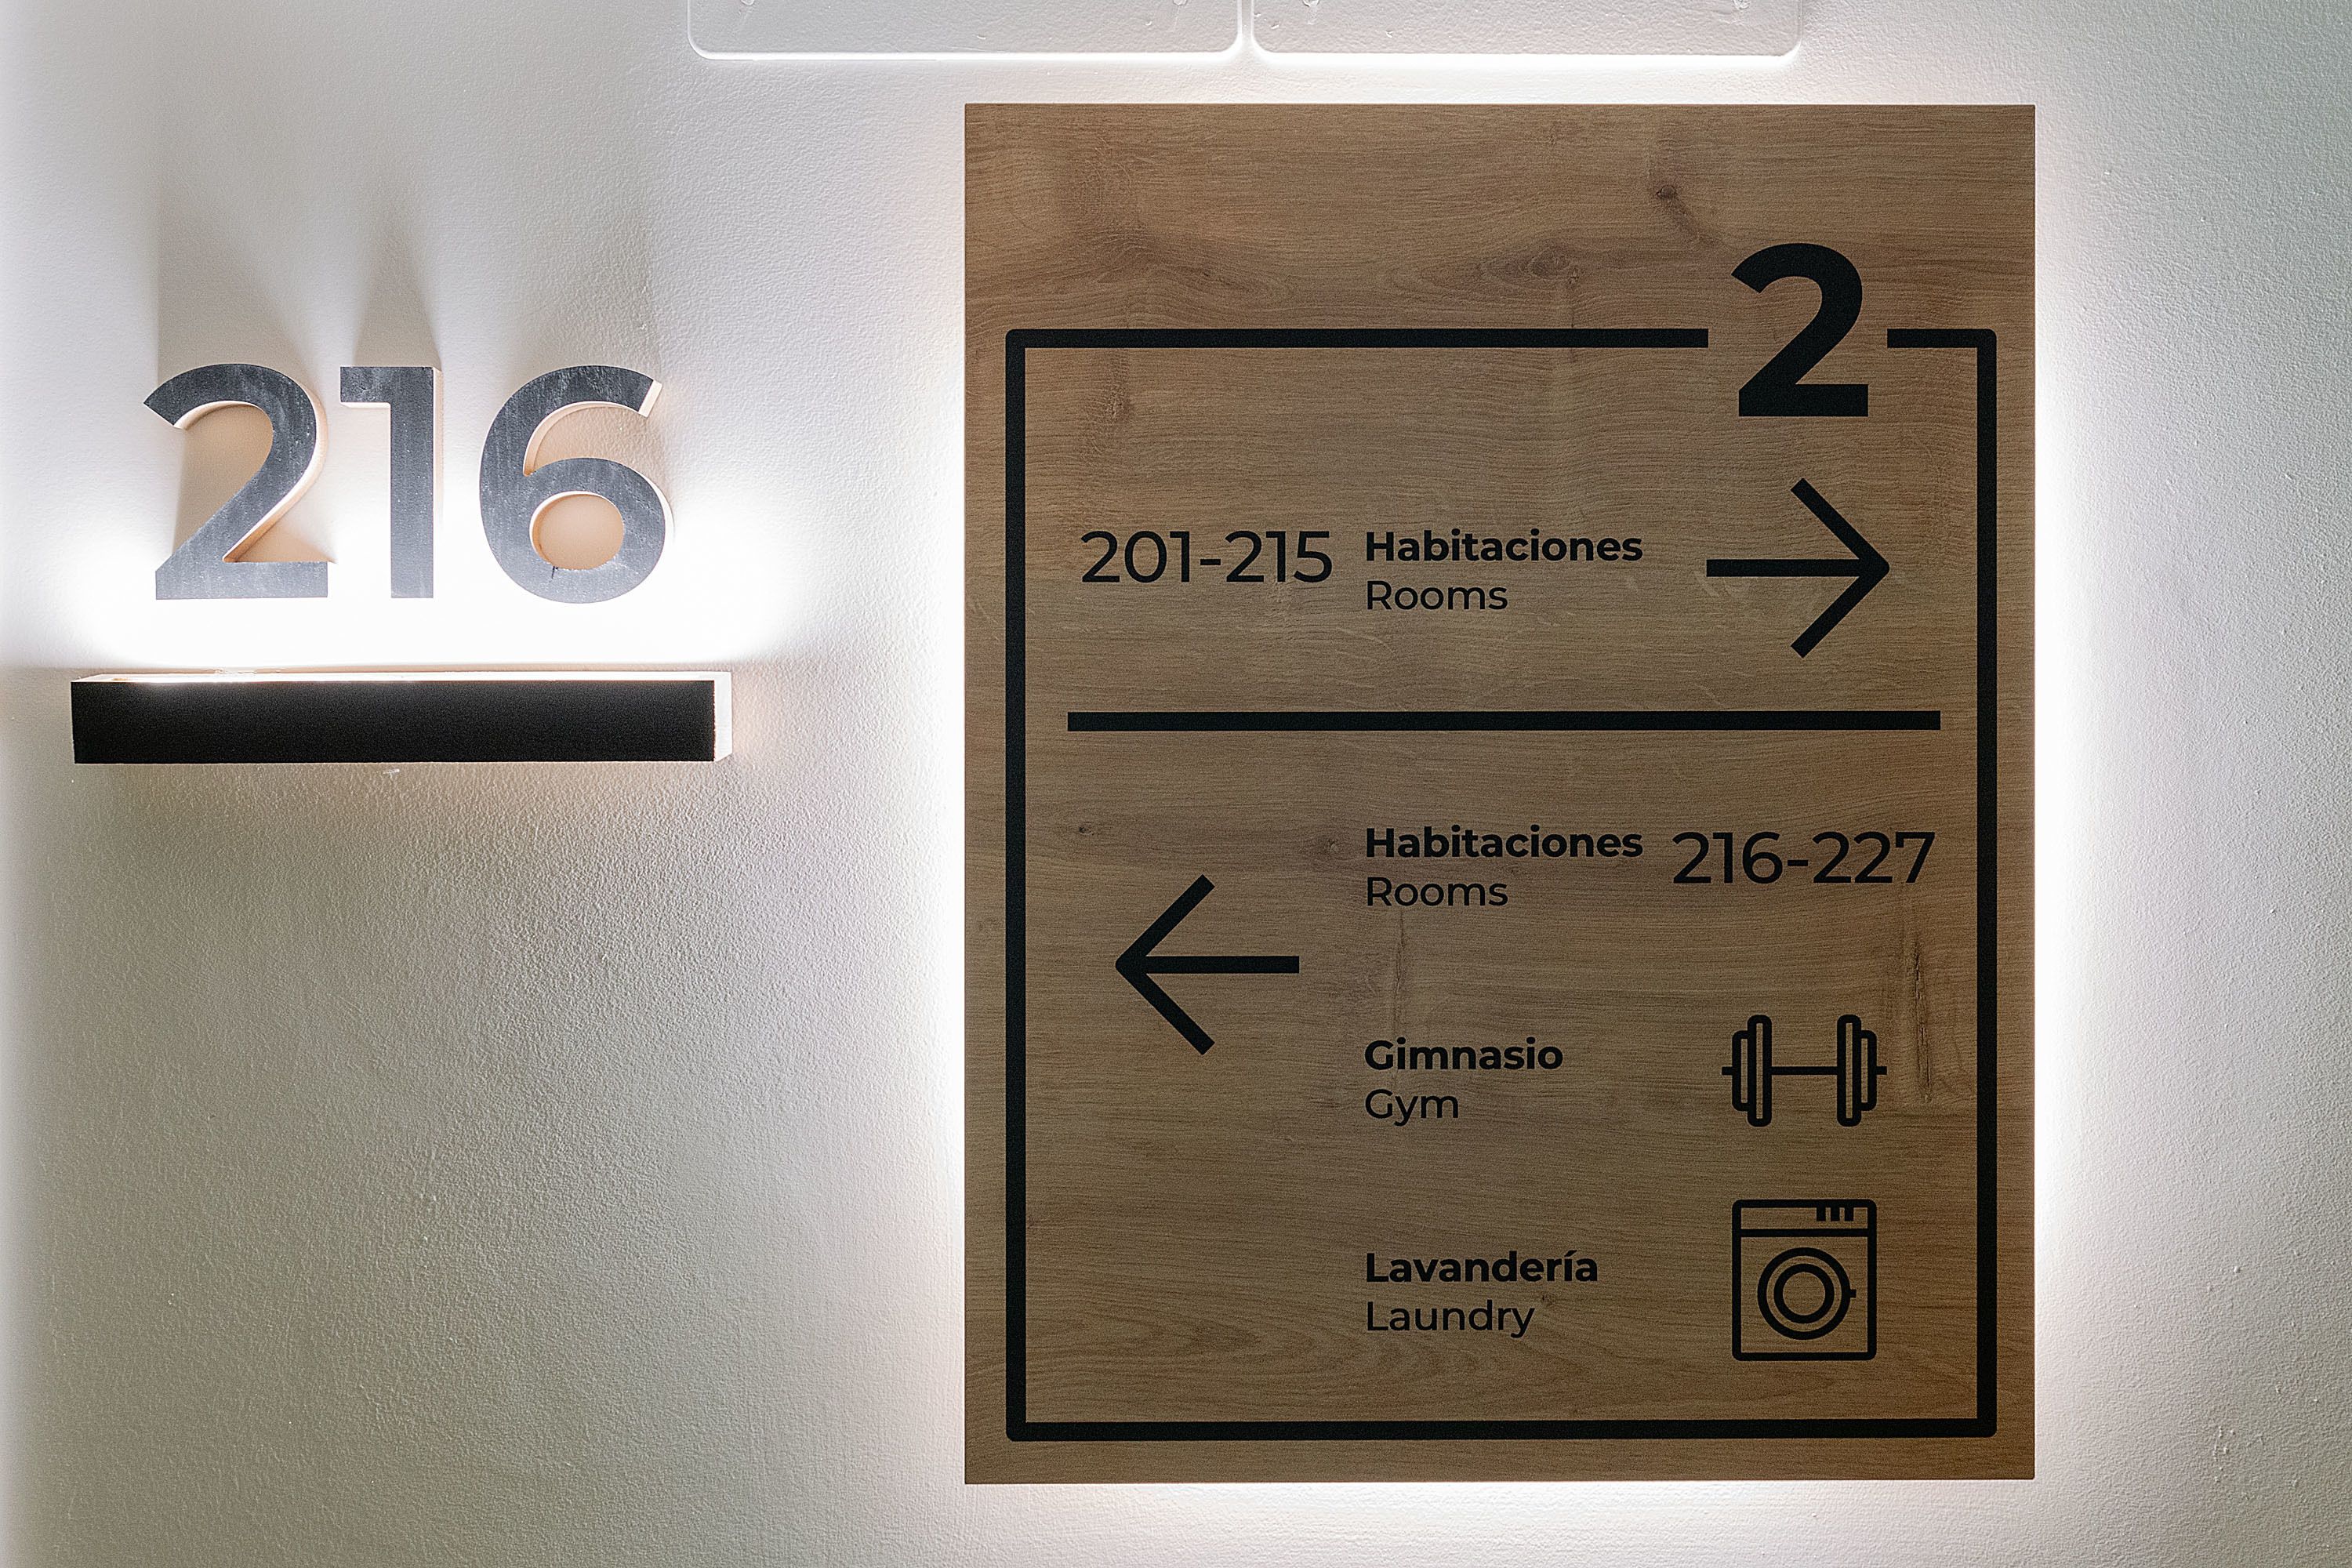 216
2
201-215 Habitaciones
Rooms
Habitaciones 216-227
Rooms
Gimnasio
Gym
Lavandería
Laundry